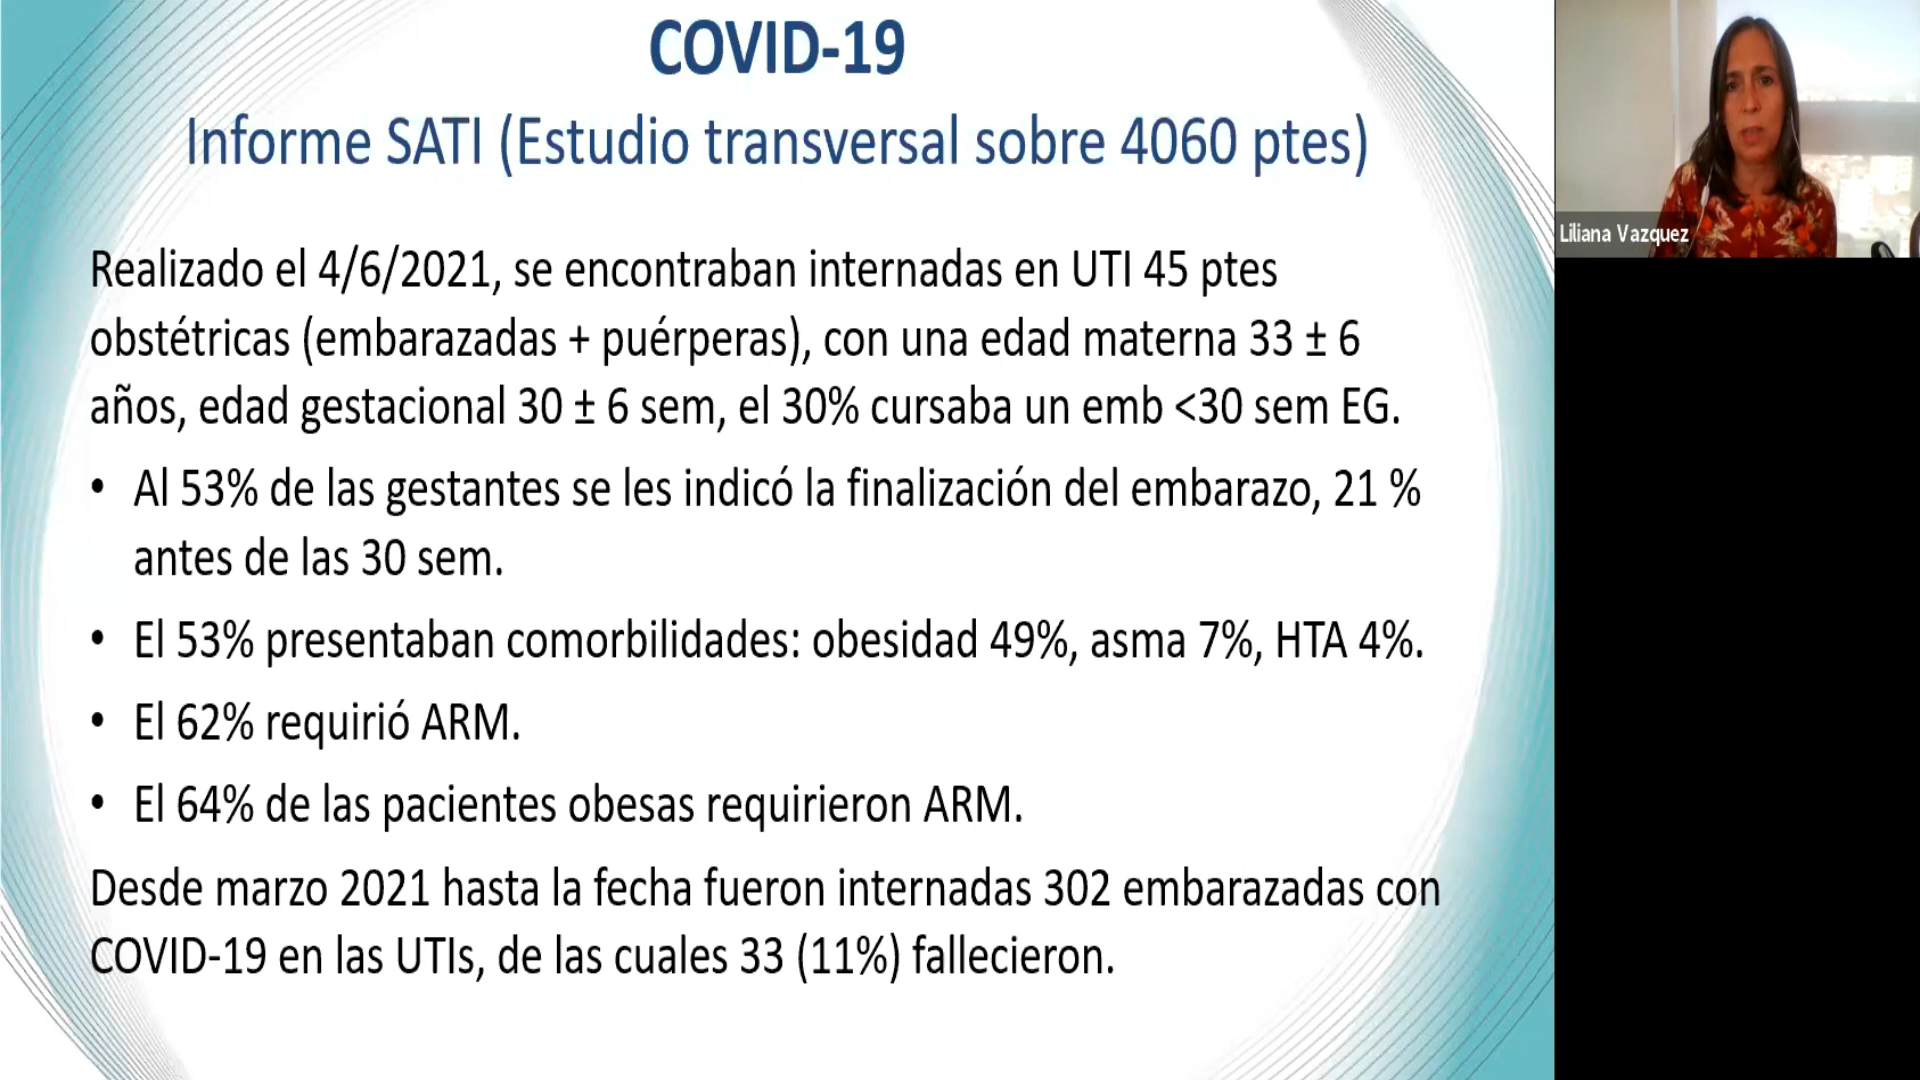 COVID-19
Informe SATI (Estudio transversal sobre 4060 ptes)
Realizado el 4/6/2021, se encontraban internadas en UTI 45 ptes
obstétricas (embarazadas + puérperas), con una edad materna 33 ± 6
años, edad gestacional 30 ± 6 sem, el 30% cursaba un emb <30 sem EG.
• Al 53% de las gestantes se les indicó la finalización del embarazo, 21 %
antes de las 30 sem.
• El 53% presentaban comorbilidades: obesidad 49%, asma 7%, HTA 4%.
• El 62% requirió ARM.
• El 64% de las pacientes obesas requirieron ARM.
Desde marzo 2021 hasta la fecha fueron internadas 302 embarazadas con
COVID-19 en las UTIs, de las cuales 33 (11%) fallecieron.
Liliana Vazquez